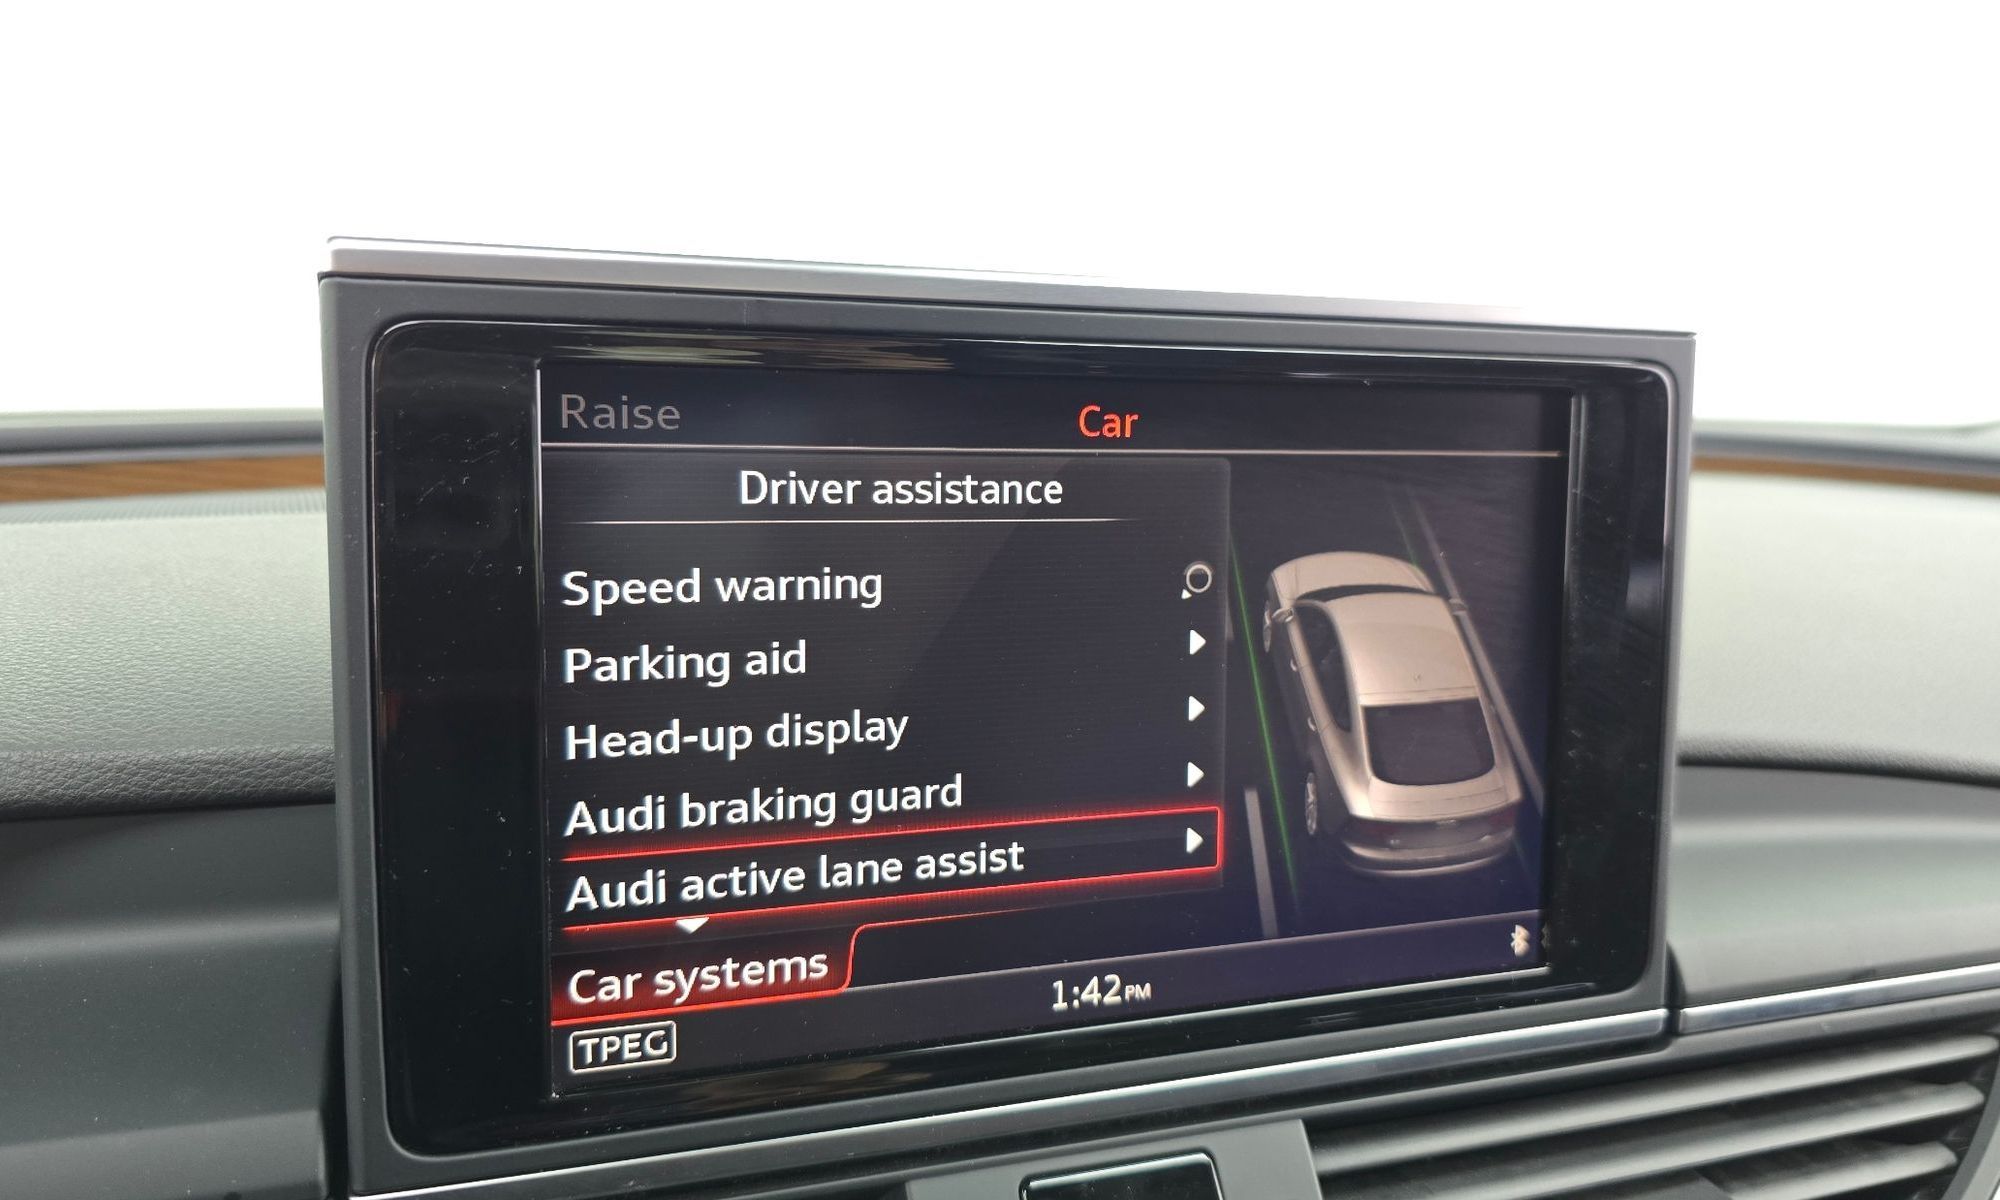 Raise
Car
Driver assistance
Speed warning
Parking aid
Head-up display
Audi braking guard
Audi active lane assist
Car systems
1:42PM
TPEG